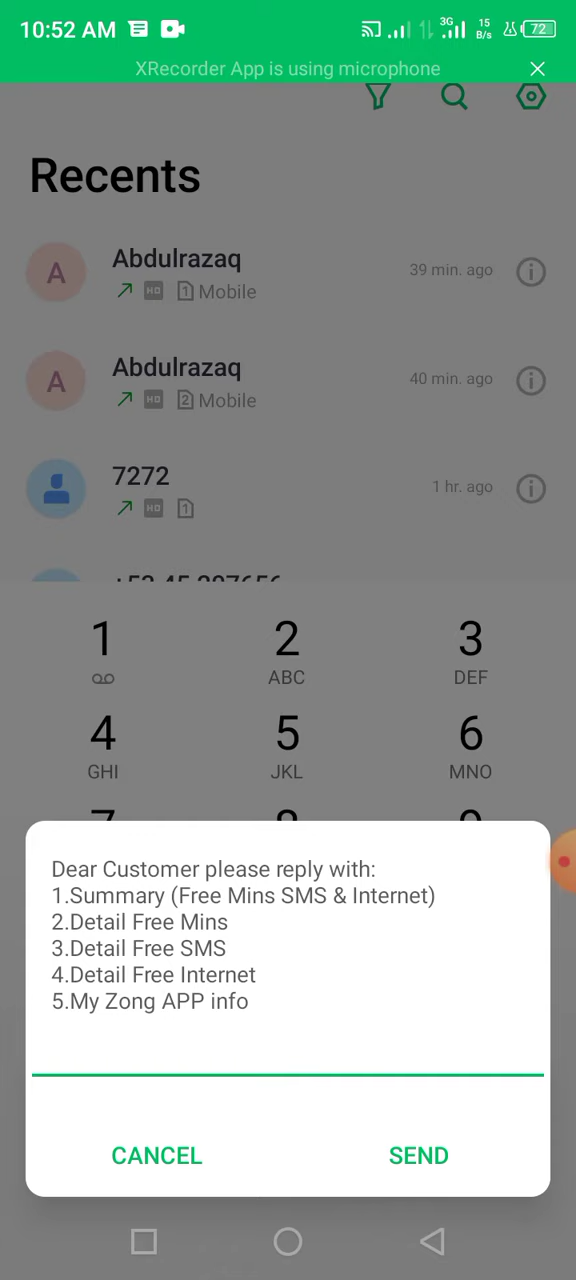 10:52 AM
3G
15
B/s
72
XRecorder App is using microphone
Recents
A
Abdulrazaq
39 min. ago
HD 1 Mobile
A
Abdulrazaq
40 min. ago
HD 2 Mobile
7272
1 hr. ago
HD 1
1 2 3
ABC DEF
4 5 6
GHI JKL MNO
Dear Customer please reply with:
1.Summary (Free Mins SMS & Internet)
2.Detail Free Mins
3.Detail Free SMS
4.Detail Free Internet
5.My Zong APP info
CANCEL SEND